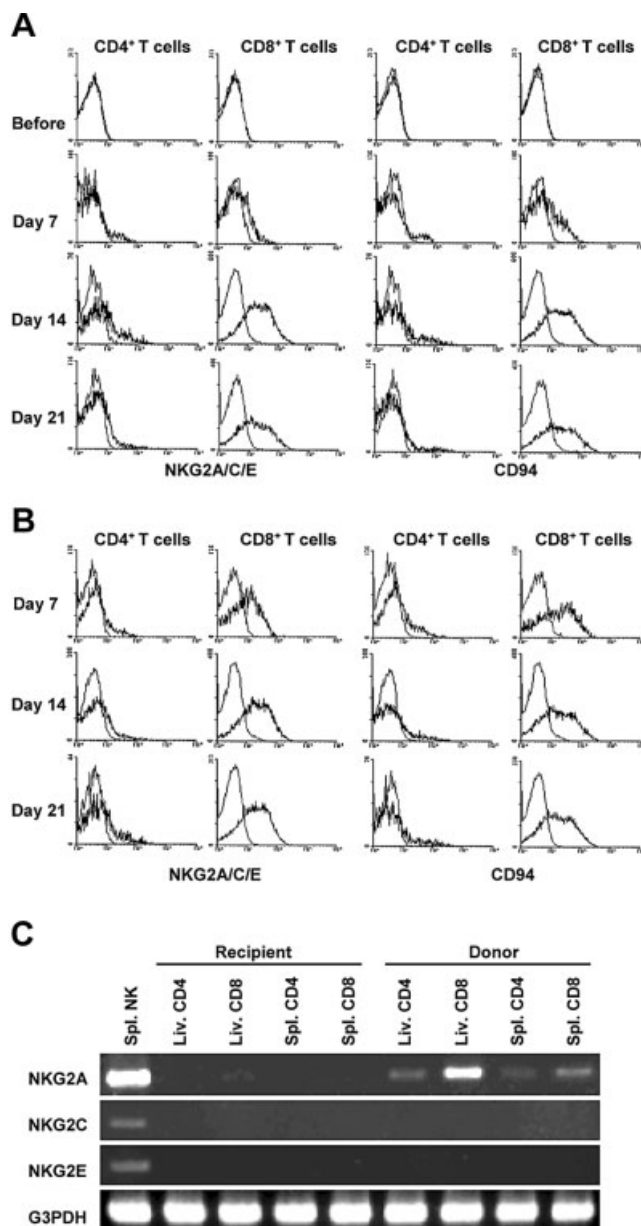 A
CD4+ T cells CD8+ T cells CD4+ T cells CD8+ T cells
Before
Day 7
Day 14
Day 21
NKG2A/C/E CD94
B
CD4+ T cells CD8+ T cells CD4+ T cells CD8+ T cells
Day 7
Day 14
Day 21
NKG2A/C/E CD94
C
Recipient Donor
Spl. NK Liv. CD4 Liv. CD8 Spl. CD4 Spl. CD8 Liv. CD4 Liv. CD8 Spl. CD4 Spl. CD8
NKG2A
NKG2C
NKG2E
G3PDH